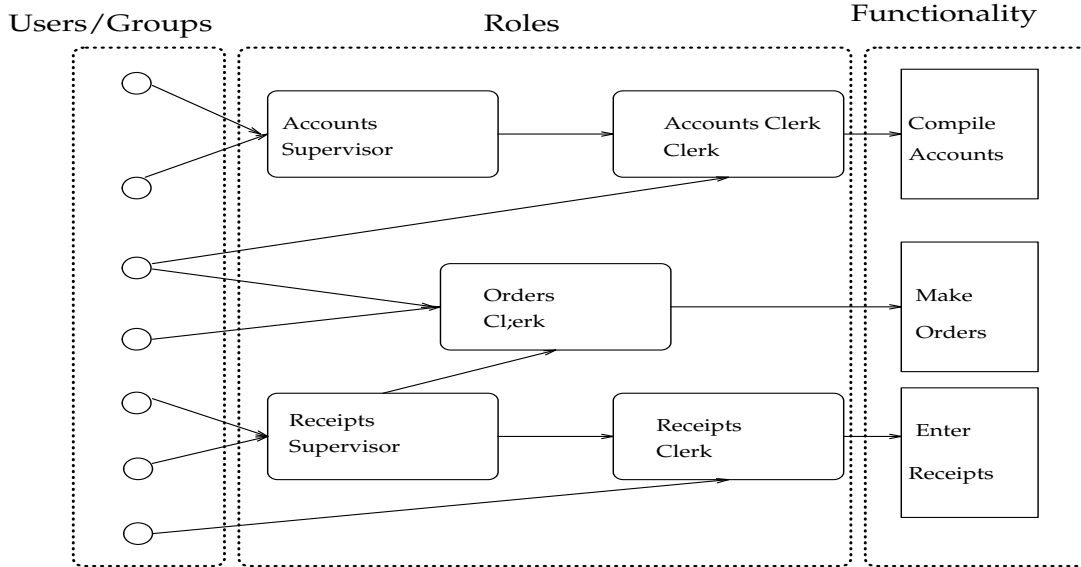 Users/Groups
Roles
Functionality
Accounts
Supervisor
Accounts Clerk
Clerk
Compile
Accounts
Orders
Cl;erk
Make
Orders
Receipts
Supervisor
Receipts
Clerk
Enter
Receipts